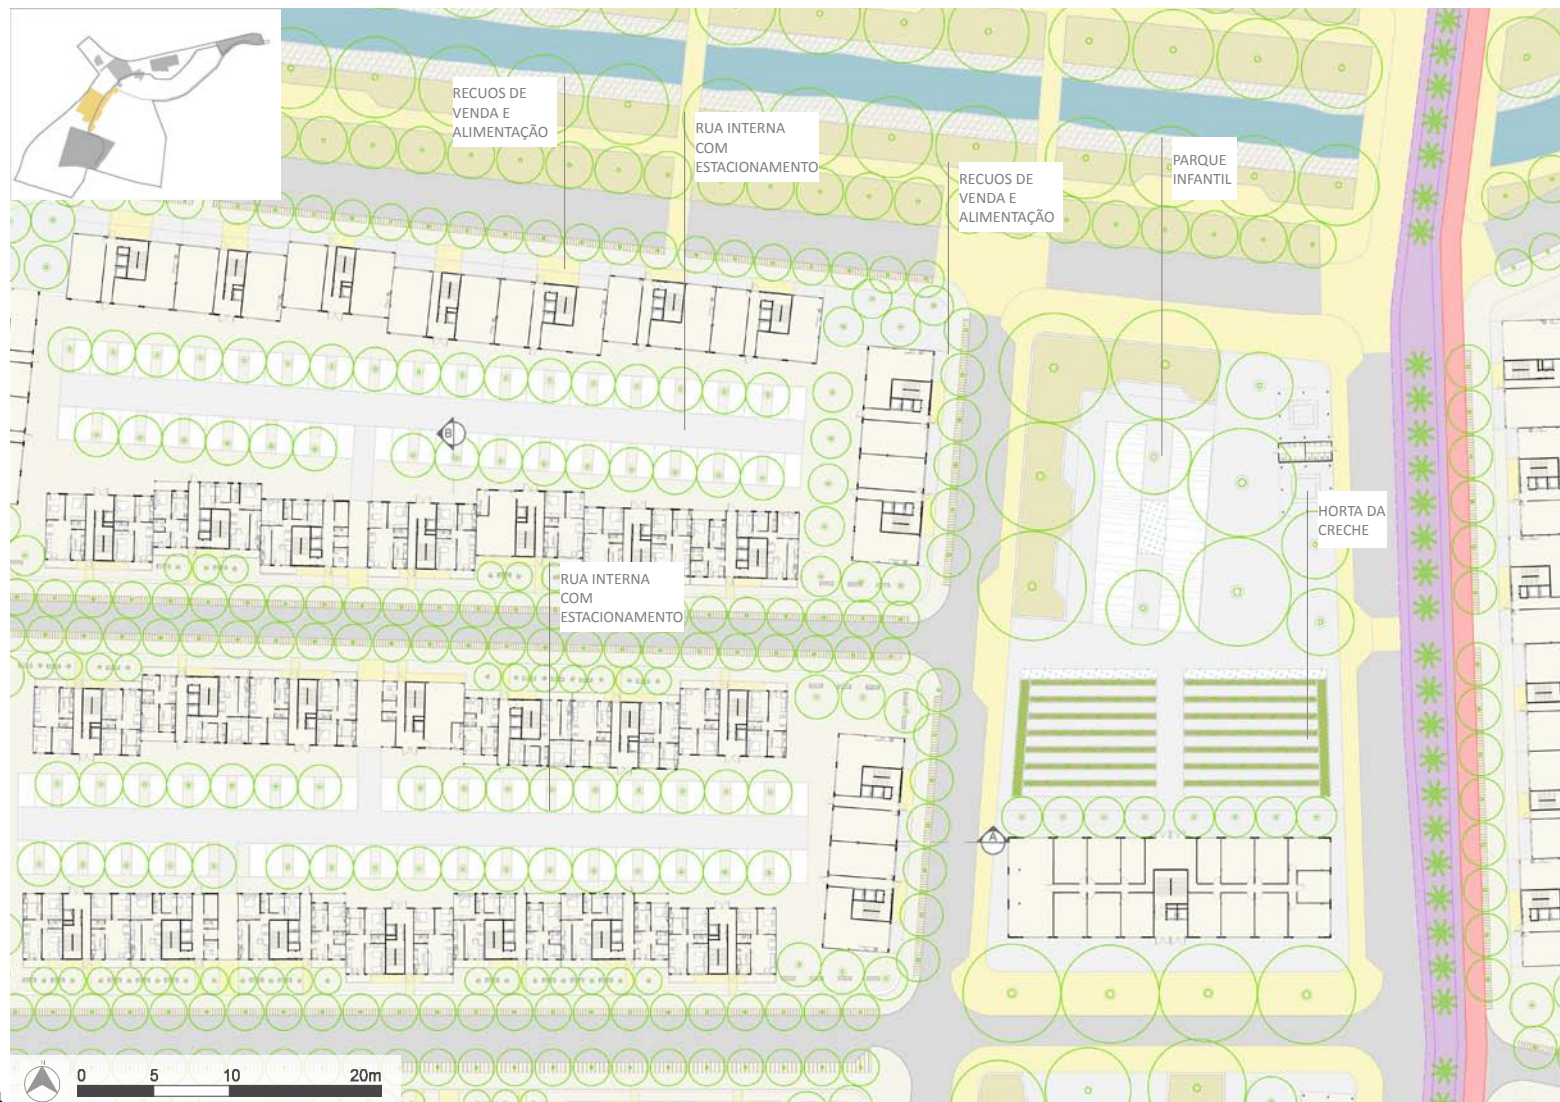 RECUOS DE
VENDA E
ALIMENTAÇÃO
RUA INTERNA
COM
ESTACIONAMENTO
RECUOS DE
VENDA E
ALIMENTAÇÃO
PARQUE
INFANTIL
B
HORTA DA
CRECHE
RUA INTERNA
COM
ESTACIONAMENTO
A
N
0 5 10 20m